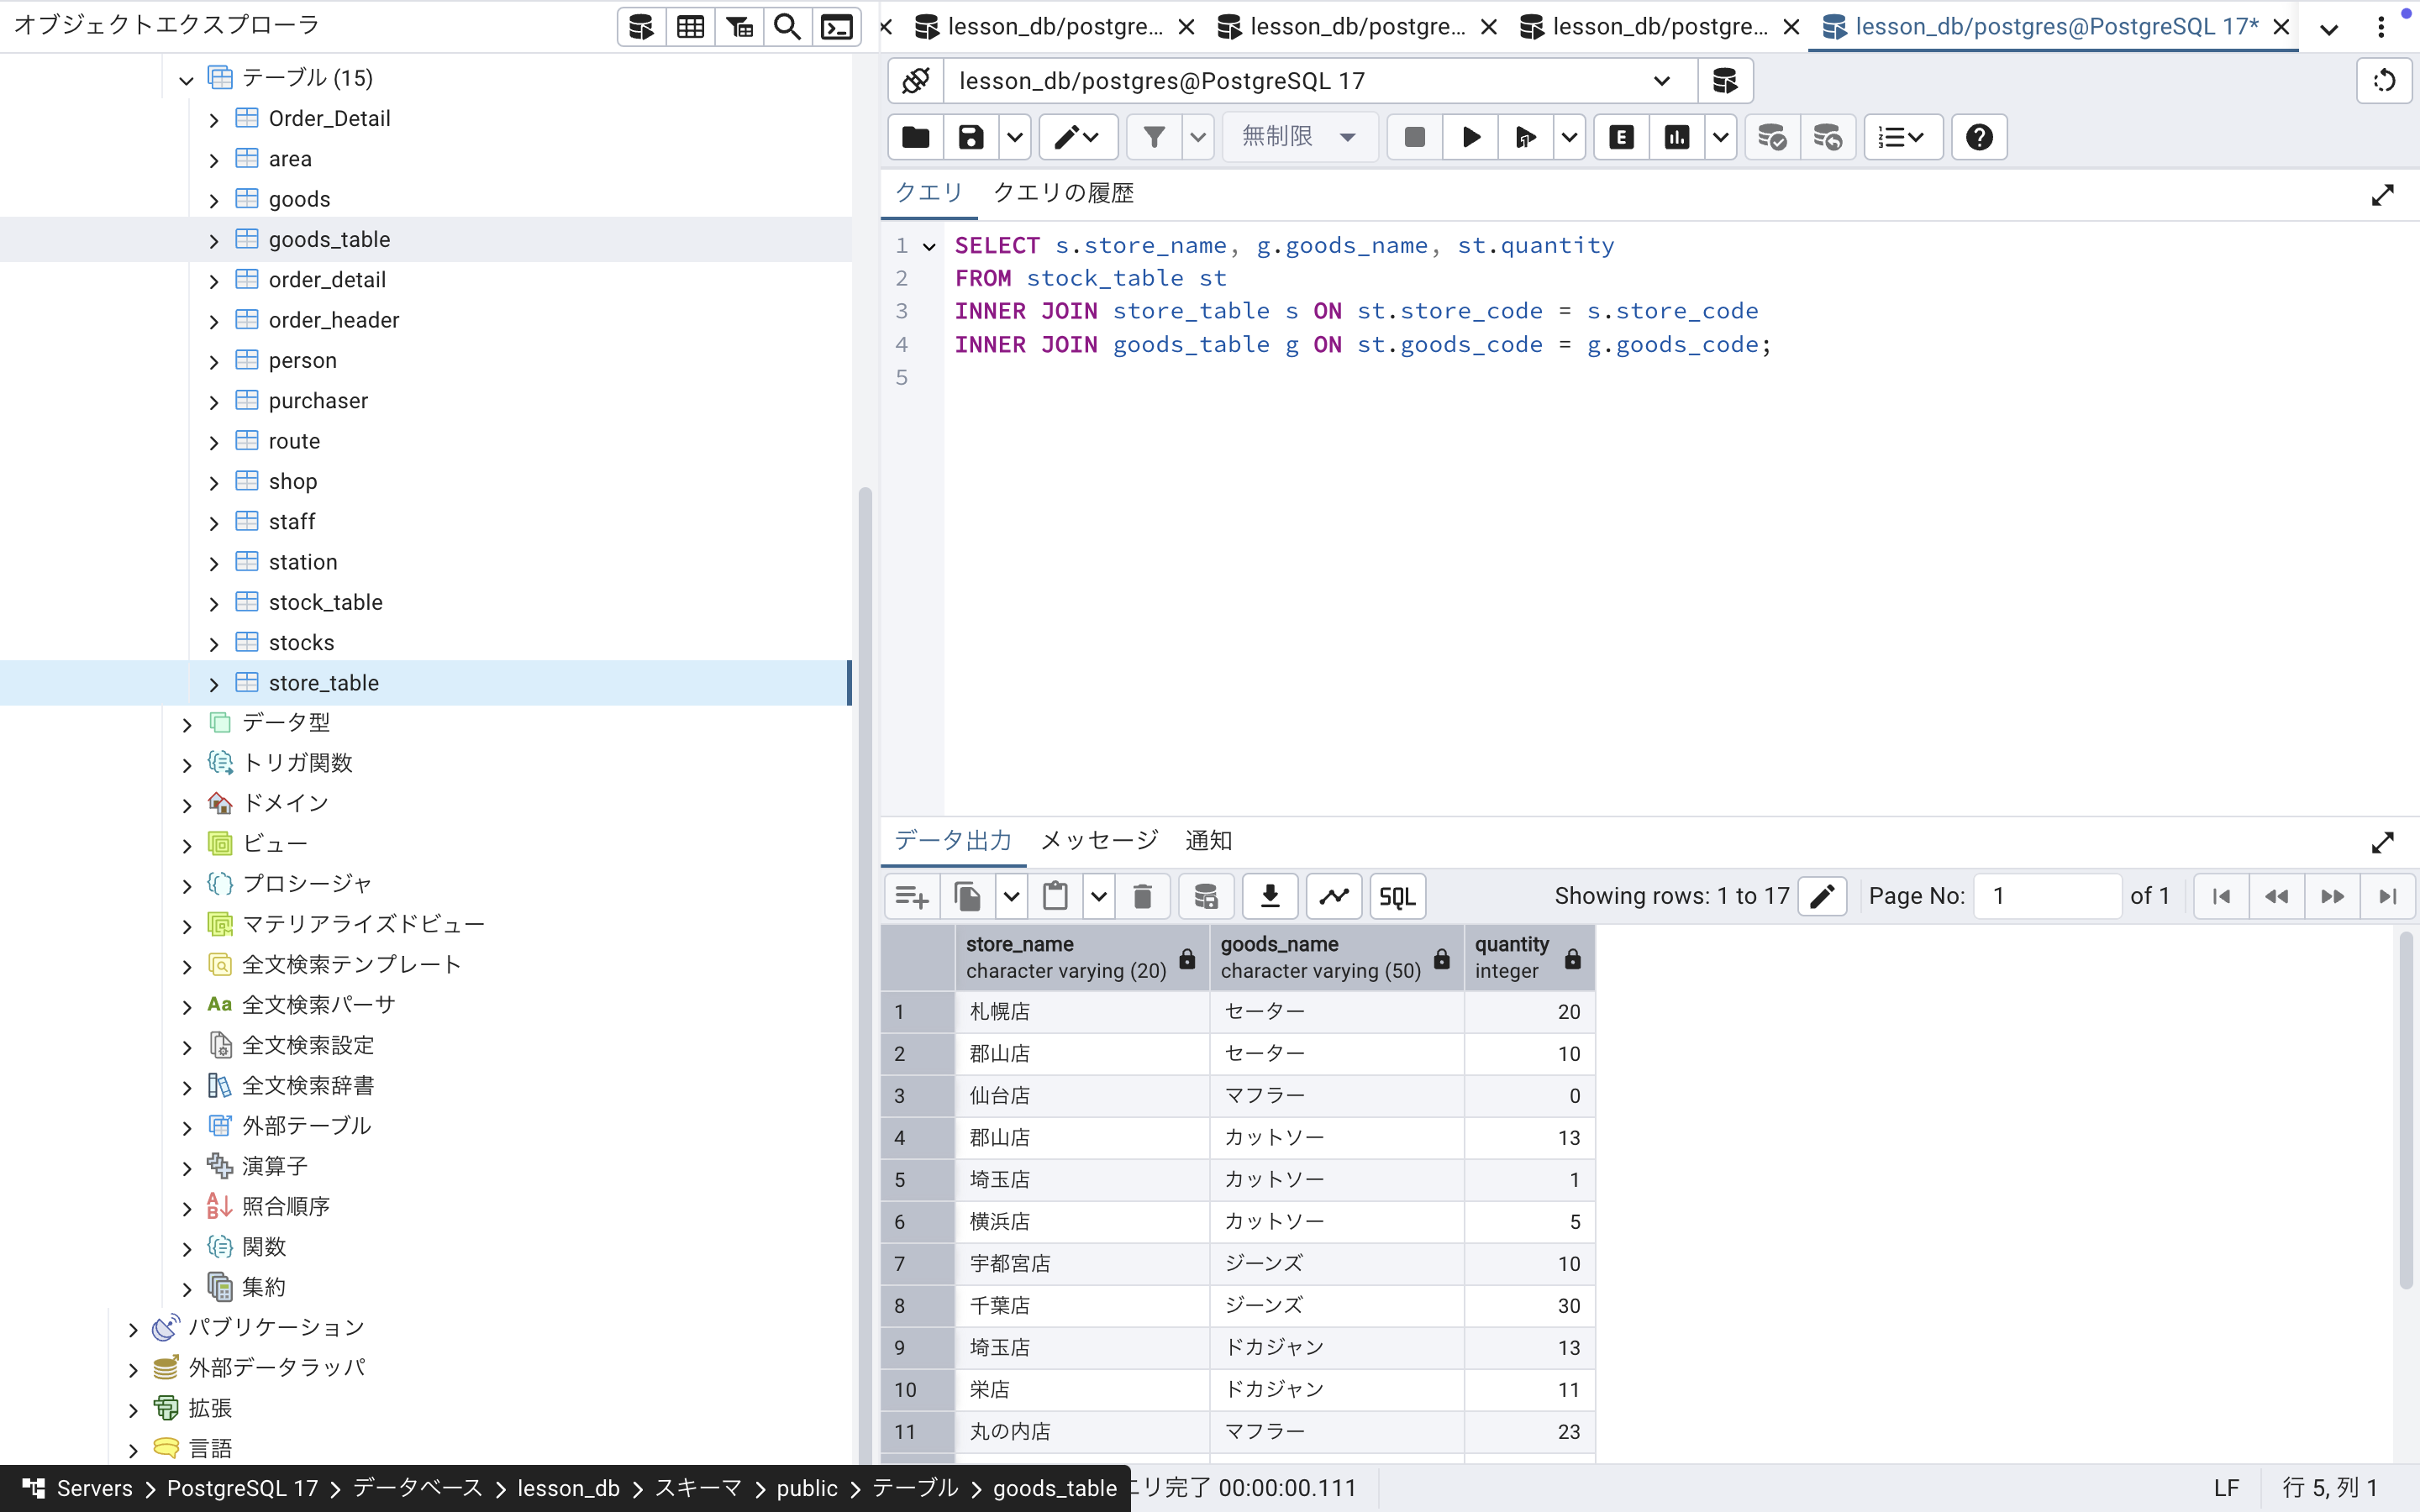 オブジェクトエクスプローラ
テーブル (15)
Order_Detail
area
goods
goods_table
order_detail
order_header
person
purchaser
route
shop
staff
station
stock_table
stocks
store_table
データ型
トリガ関数
ドメイン
ビュー
プロシージャ
マテリアライズドビュー
全文検索テンプレート
Aa 全文検索パーサ
全文検索設定
全文検索辞書
外部テーブル
演算子
照合順序
関数
集約
パブリケーション
外部データラッパ
拡張
言語
Servers > PostgreSQL 17 > データベース > lesson_db > スキーマ > public > テーブル > goods_table
lesson_db/postgre... lesson_db/postgre... lesson_db/postgre... lesson_db/postgres@PostgreSQL 17*
lesson_db/postgres@PostgreSQL 17
無制限 E
クエリ クエリの履歴
1 SELECT s.store_name, g.goods_name, st.quantity
2 FROM stock_table st
3 INNER JOIN store_table s ON st.store_code = s.store_code
4 INNER JOIN goods_table g ON st.goods_code = g.goods_code;
5
データ出力 メッセージ 通知
SQL Showing rows: 1 to 17 Page No: 1 of 1
store_name goods_name quantity
character varying (20) character varying (50) integer
1 札幌店 セーター 20
2 郡山店 セーター 10
3 仙台店 マフラー 0
4 郡山店 カットソー 13
5 埼玉店 カットソー 1
6 横浜店 カットソー 5
7 宇都宮店 ジーンズ 10
8 千葉店 ジーンズ 30
9 埼玉店 ドカジャン 13
10 栄店 ドカジャン 11
11 丸の内店 マフラー 23
エリ完了 00:00:00.111 LF 行 5, 列 1